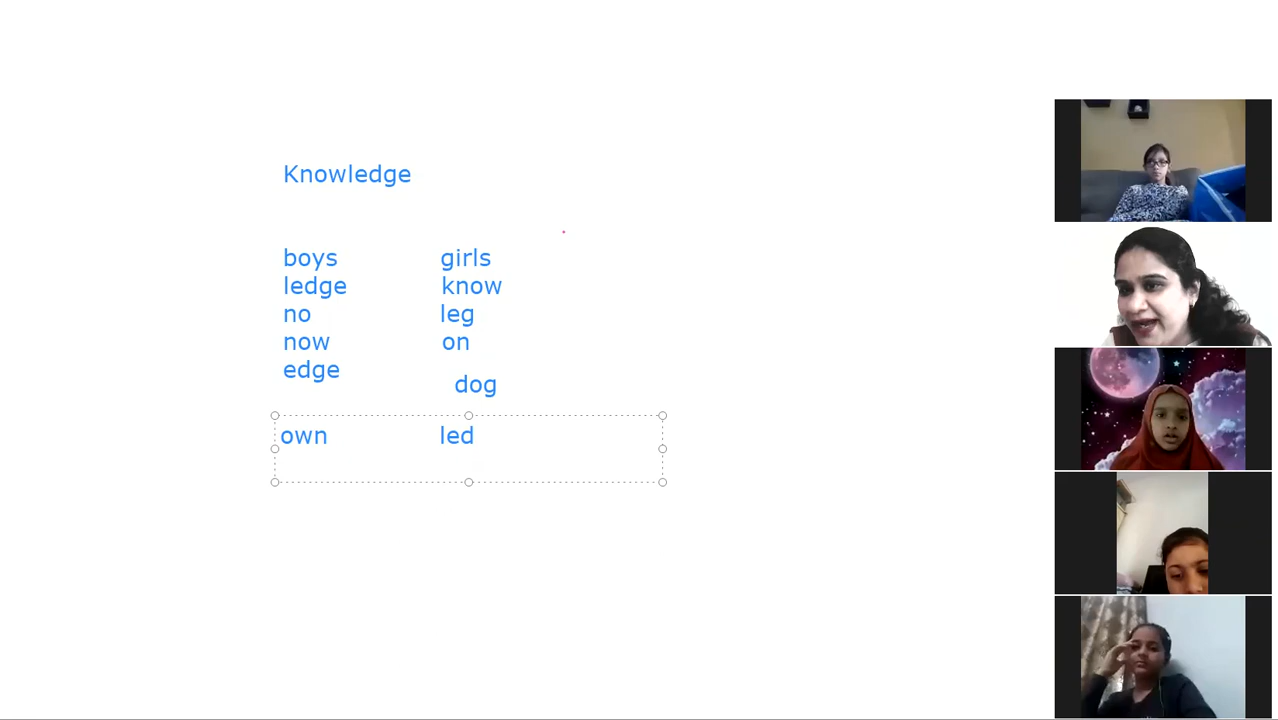 Knowledge
boys girls
ledge know
no leg
now on
edge dog
own led